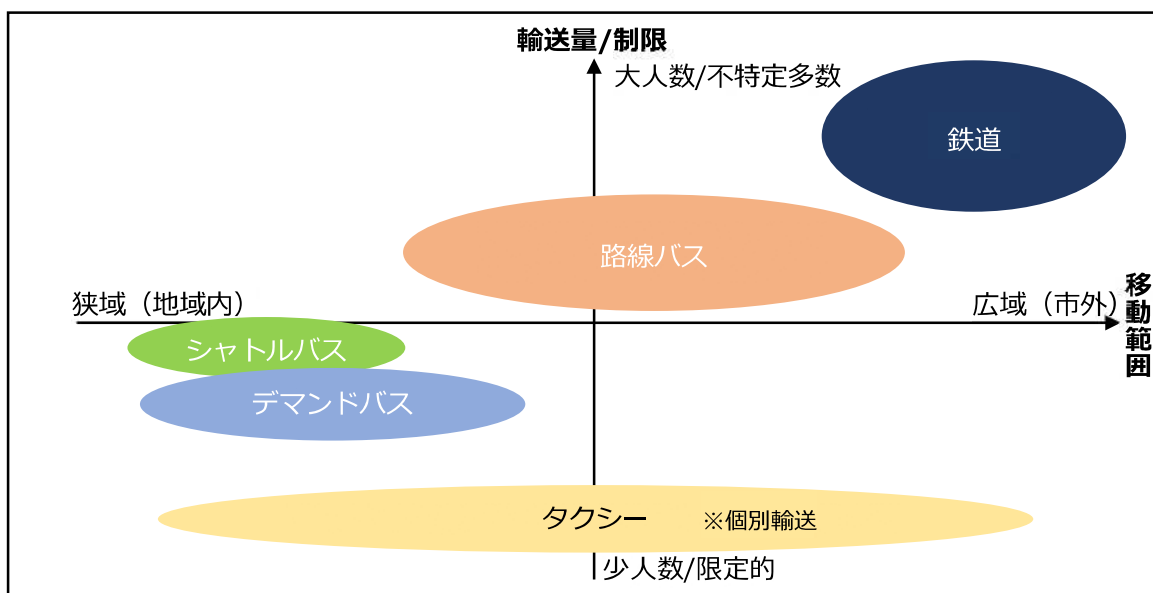 輸送量/制限
大人数/不特定多数
鉄道
路線バス
狭域（地域内）
広域（市外）
移動範囲
シャトルバス
デマンドバス
タクシー
※個別輸送
少人数/限定的